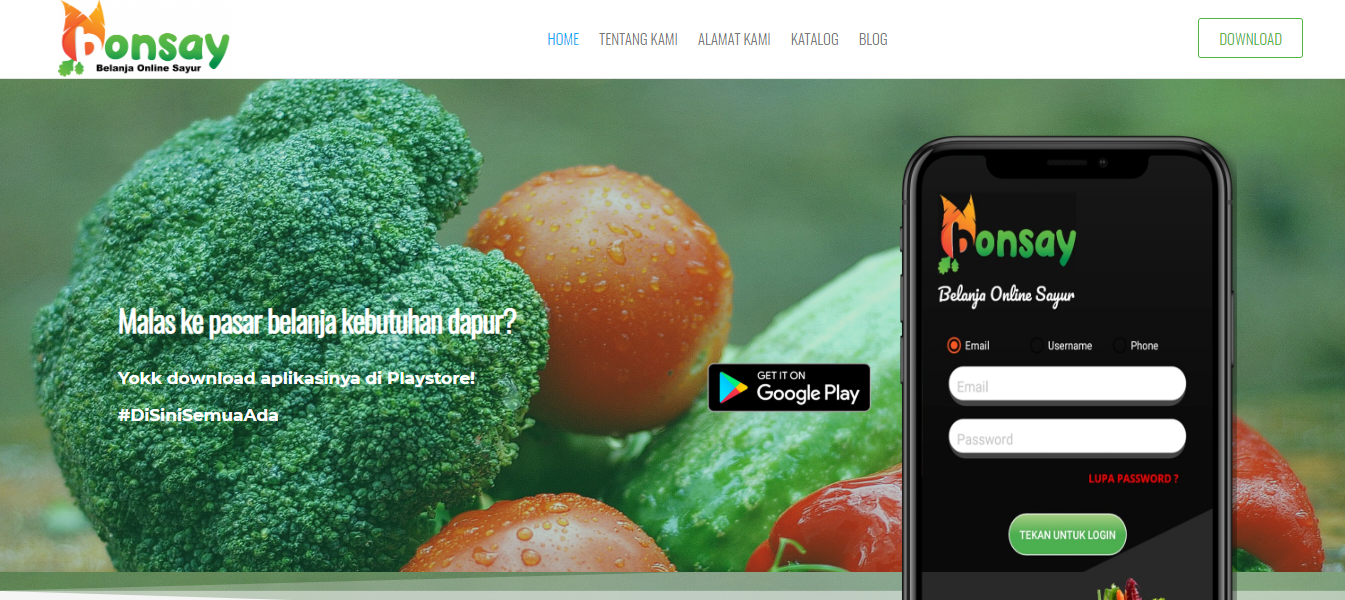 bonsay
Belanja Online Sayur
HOME TENTANG KAMI ALAMAT KAMI KATALOG BLOG
DOWNLOAD
Malas ke pasar belanja kebutuhan dapur?
Yokk download aplikasinya di Playstore!
#DiSiniSemuaAda
GET IT ON
Google Play
bonsay
Belanja Online Sayur
Email Username Phone
Email
Password
LUPA PASSWORD ?
TEKAN UNTUK LOGIN